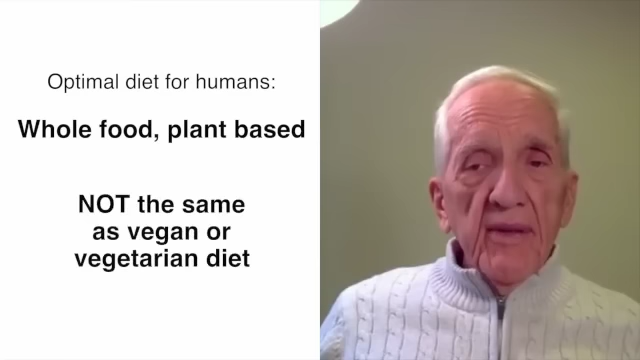 Optimal diet for humans:
Whole food, plant based
NOT the same
as vegan or
vegetarian diet